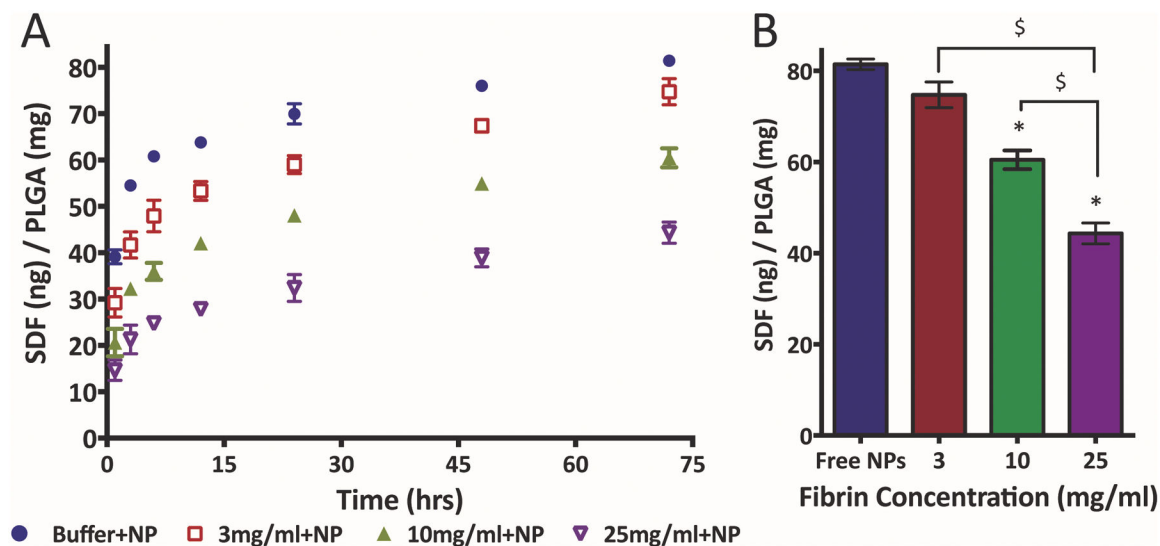 A
SDF (ng) / PLGA (mg)
80
70
60
50
40
30
20
10
0
0 15 30 45 60 75
Time (hrs)
Buffer+NP 3mg/ml+NP 10mg/ml+NP 25mg/ml+NP
B
SDF (ng) / PLGA (mg)
80
60
40
20
0
$
$
*
*
Free NPs 3 10 25
Fibrin Concentration (mg/ml)